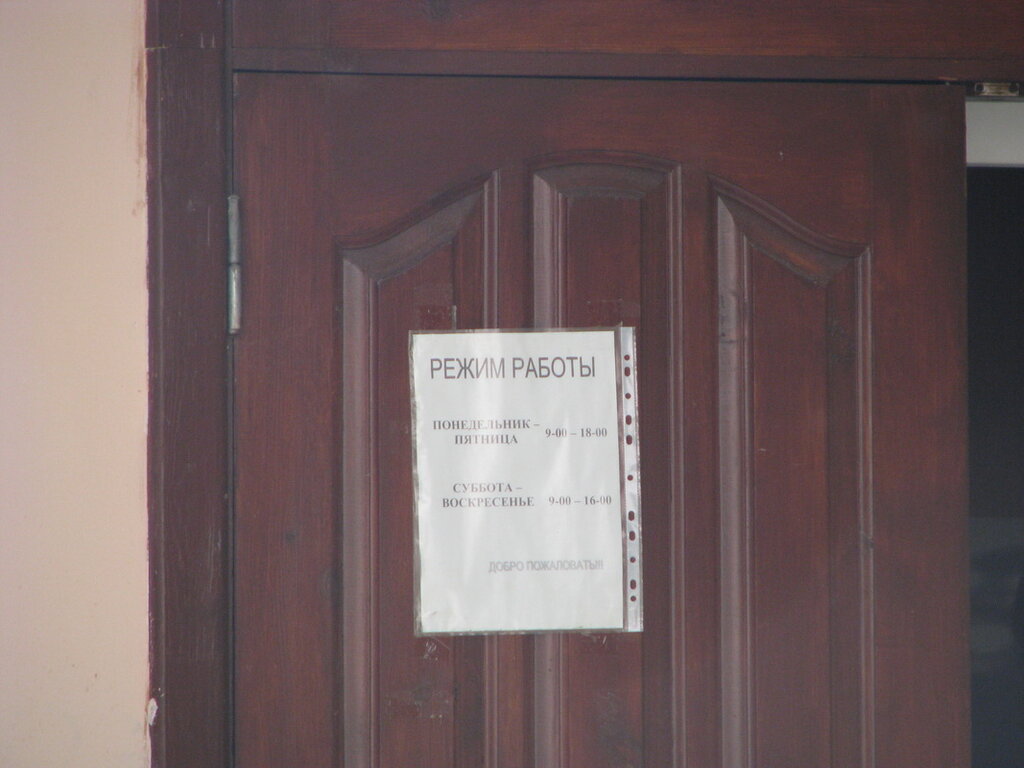 РЕЖИМ РАБОТЫ
ПОНЕДЕЛЬНИК –
ПЯТНИЦА 9-00 – 18-00
СУББОТА –
ВОСКРЕСЕНЬЕ 9-00 – 16-00
ДОБРО ПОЖАЛОВАТЬ!!